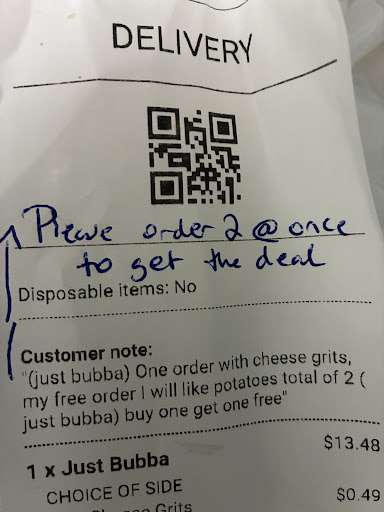 DELIVERY
Please order 2 @ once
to get the deal
Disposable items: No
Customer note:
"(just bubba) One order with cheese grits,
my free order I will like potatoes total of 2 (
just bubba) buy one get one free"
$13.48
1 x Just Bubba
CHOICE OF SIDE
$0.49
Cheese Grits